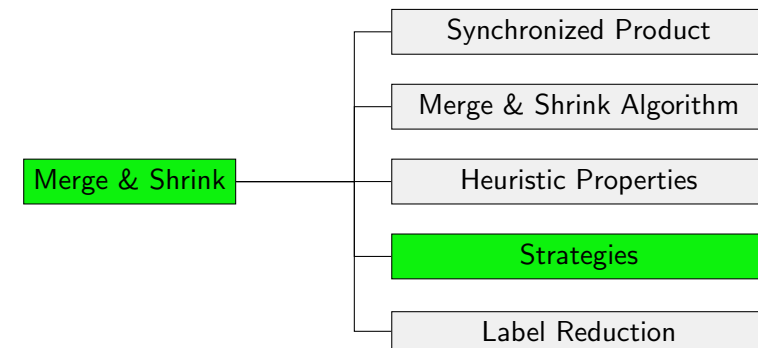 Synchronized Product
Merge & Shrink Algorithm
Merge & Shrink
Heuristic Properties
Strategies
Label Reduction